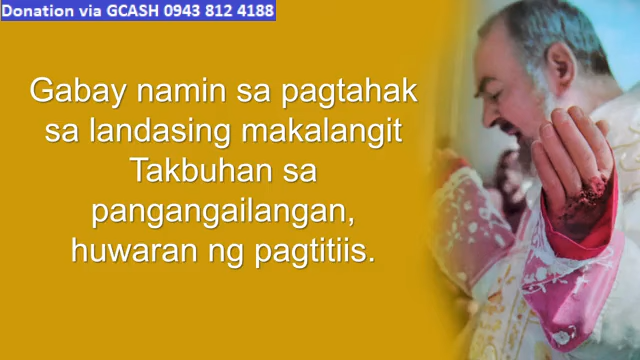 Donation via GCASH 0943 812 4188
Gabay namin sa pagtahak
sa landasing makalangit
Takbuhan sa
pangangailangan,
huwaran ng pagtitiis.